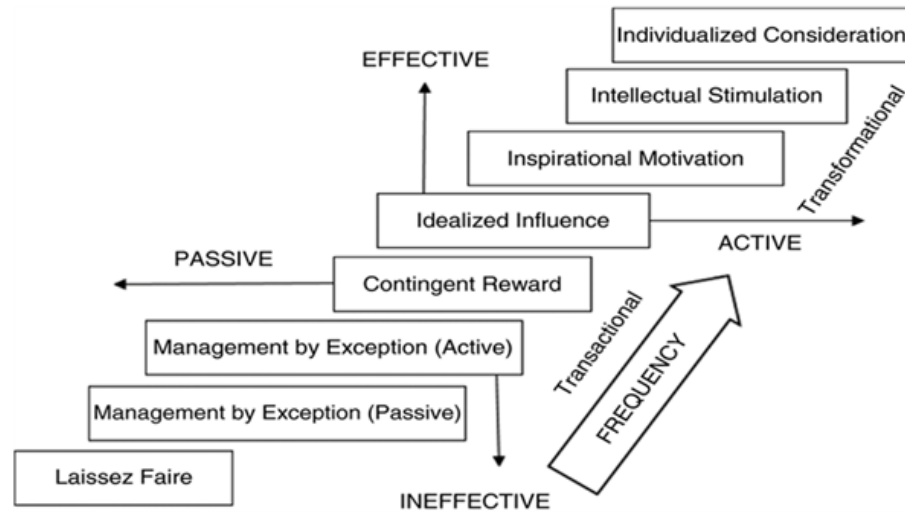 Individualized Consideration
EFFECTIVE
Intellectual Stimulation
Inspirational Motivation
Transformational
Idealized Influence
ACTIVE
PASSIVE
Contingent Reward
Transactional
Management by Exception (Active)
FREQUENCY
Management by Exception (Passive)
Laissez Faire
INEFFECTIVE